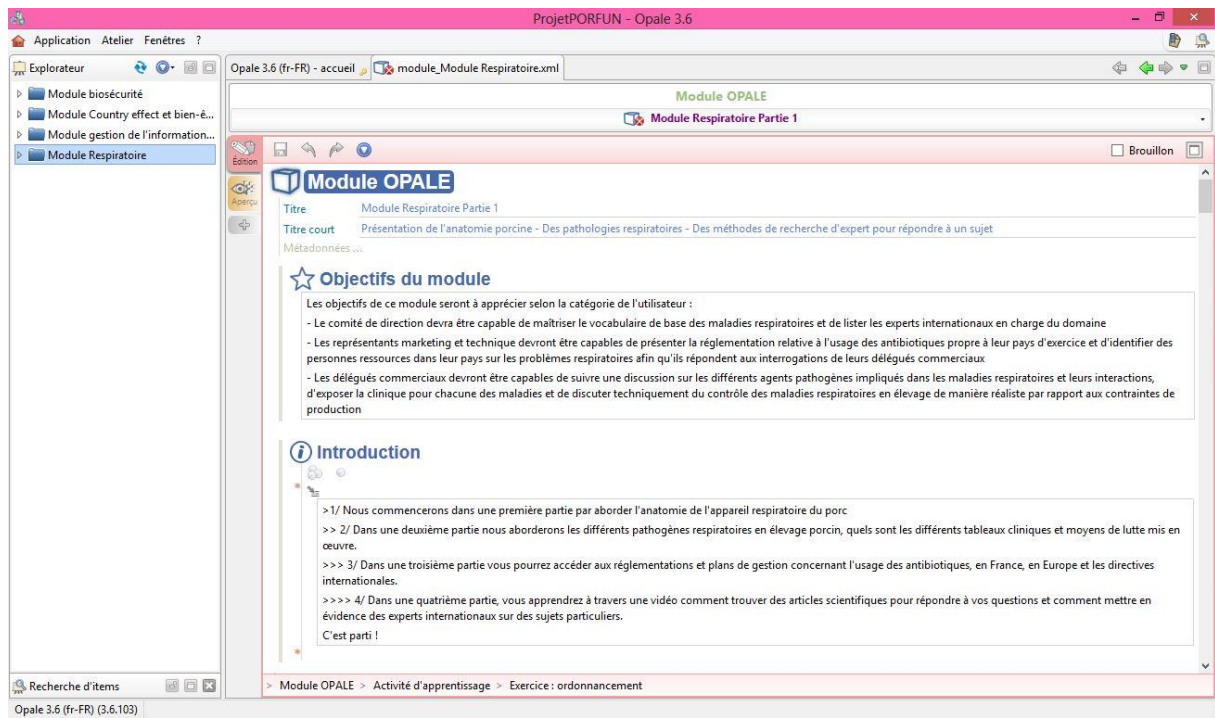 ProjetPORFUN - Opale 3.6
Application Atelier Fenêtres ?
Explorateur
Opale 3.6 (fr-FR) - accueil
module_Module Respiratoire.xml
Module biosécurité
Module Country effect et bien-ê...
Module gestion de l'information...
Module Respiratoire
Module OPALE
Module Respiratoire Partie 1
Édition
Brouillon
Aperçu
Module OPALE
Titre Module Respiratoire Partie 1
Titre court Présentation de l'anatomie porcine - Des pathologies respiratoires - Des méthodes de recherche d'expert pour répondre à un sujet
Métadonnées ...
Objectifs du module
Les objectifs de ce module seront à apprécier selon la catégorie de l'utilisateur :
- Le comité de direction devra être capable de maîtriser le vocabulaire de base des maladies respiratoires et de lister les experts internationaux en charge du domaine
- Les représentants marketing et technique devront être capables de présenter la réglementation relative à l'usage des antibiotiques propre à leur pays d'exercice et d'identifier des
personnes ressources dans leur pays sur les problèmes respiratoires afin qu'ils répondent aux interrogations de leurs délégués commerciaux
- Les délégués commerciaux devront être capables de suivre une discussion sur les différents agents pathogènes impliqués dans les maladies respiratoires et leurs interactions,
d'exposer la clinique pour chacune des maladies et de discuter techniquement du contrôle des maladies respiratoires en élevage de manière réaliste par rapport aux contraintes de
production
Introduction
>1/ Nous commencerons dans une première partie par aborder l'anatomie de l'appareil respiratoire du porc
>> 2/ Dans une deuxième partie nous aborderons les différents pathogènes respiratoires en élevage porcin, quels sont les différents tableaux cliniques et moyens de lutte mis en
œuvre.
>>> 3/ Dans une troisième partie vous pourrez accéder aux réglementations et plans de gestion concernant l'usage des antibiotiques, en France, en Europe et les directives
internationales.
>>>> 4/ Dans une quatrième partie, vous apprendrez à travers une vidéo comment trouver des articles scientifiques pour répondre à vos questions et comment mettre en
évidence des experts internationaux sur des sujets particuliers.
C'est parti !
Recherche d'items
> Module OPALE > Activité d'apprentissage > Exercice : ordonnancement
Opale 3.6 (fr-FR) (3.6.103)